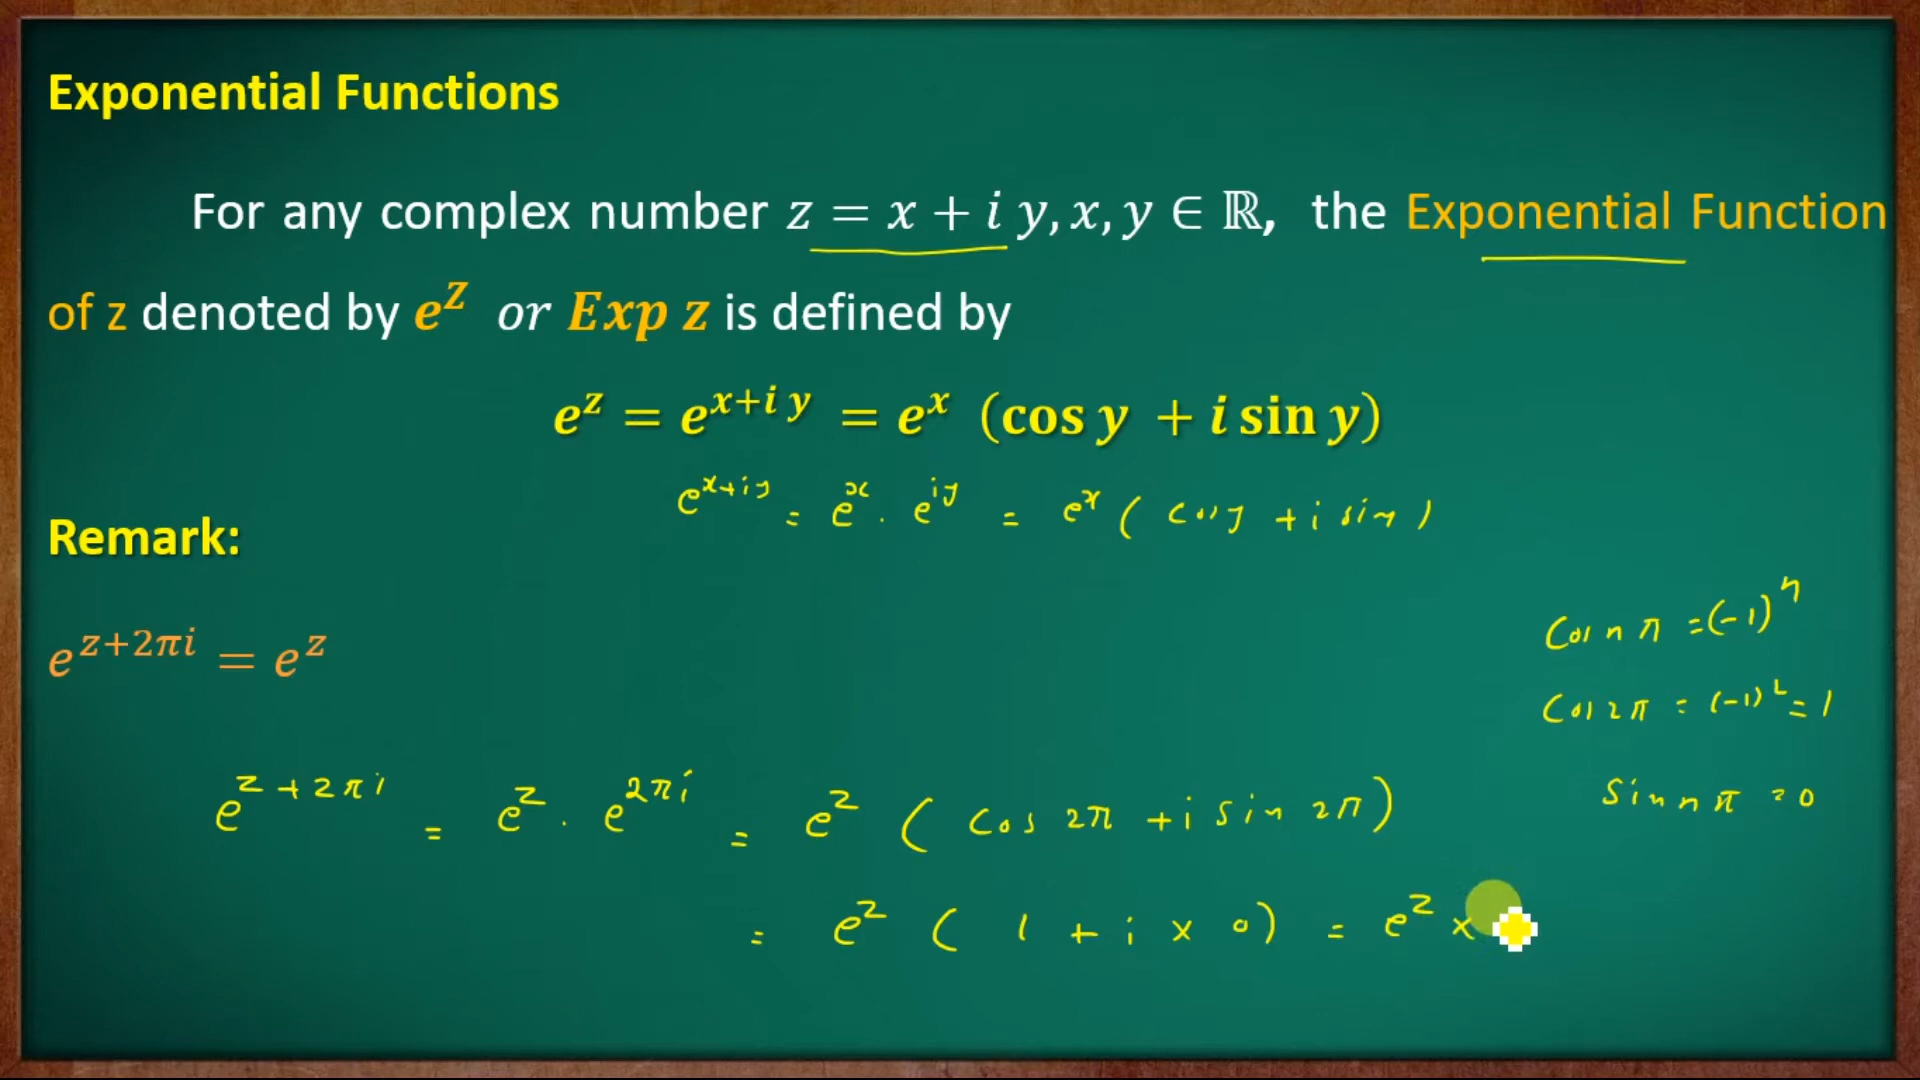 Exponential Functions
For any complex number z = x + i y, x, y ∈ ℝ, the Exponential Function
of z denoted by e^z or Exp z is defined by
e^z = e^{x+i y} = e^x (cos y + i sin y)
e^{x+iy} = e^x . e^{iy} = e^x ( cos y + i sin )
Remark:
cos n π = (-1)^n
e^{z+2πi} = e^z
cos 2π = (-1)^2 = 1
e^{z+2πi} = e^z . e^{2πi} = e^z ( cos 2π + i sin 2π )
sin n π = 0
= e^z ( 1 + i x 0 ) = e^z x